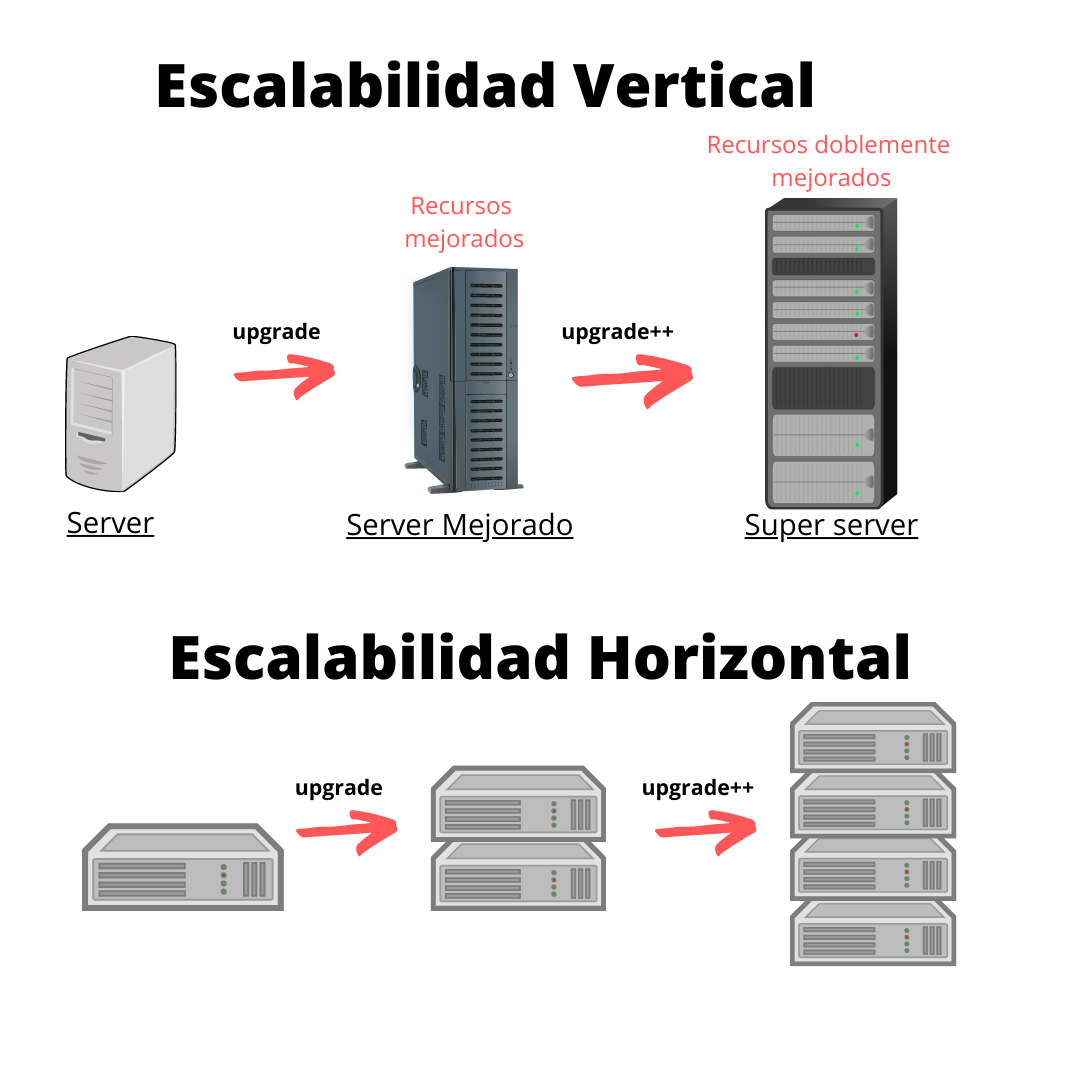 Escalabilidad Vertical
Recursos doblemente
mejorados
Recursos
mejorados
upgrade
upgrade++
Server
Server Mejorado
Super server
Escalabilidad Horizontal
upgrade
upgrade++